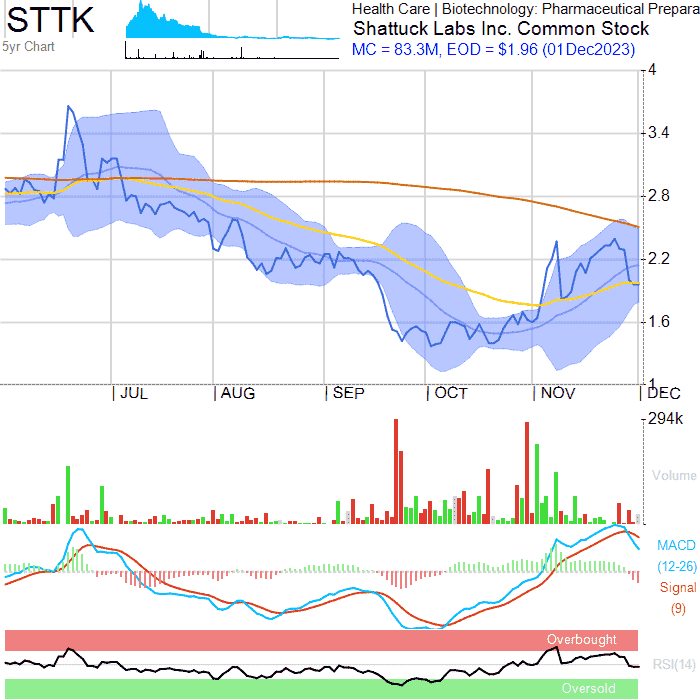 STTK
5yr Chart
Health Care | Biotechnology: Pharmaceutical Prepara
Shattuck Labs Inc. Common Stock
MC = 83.3M, EOD = $1.96 (01Dec2023)
4
3.4
2.8
2.2
1.6
1
JUL
AUG
SEP
OCT
NOV
DEC
294k
Volume
MACD
(12-26)
Signal
(9)
Overbought
RSI(14)
Oversold